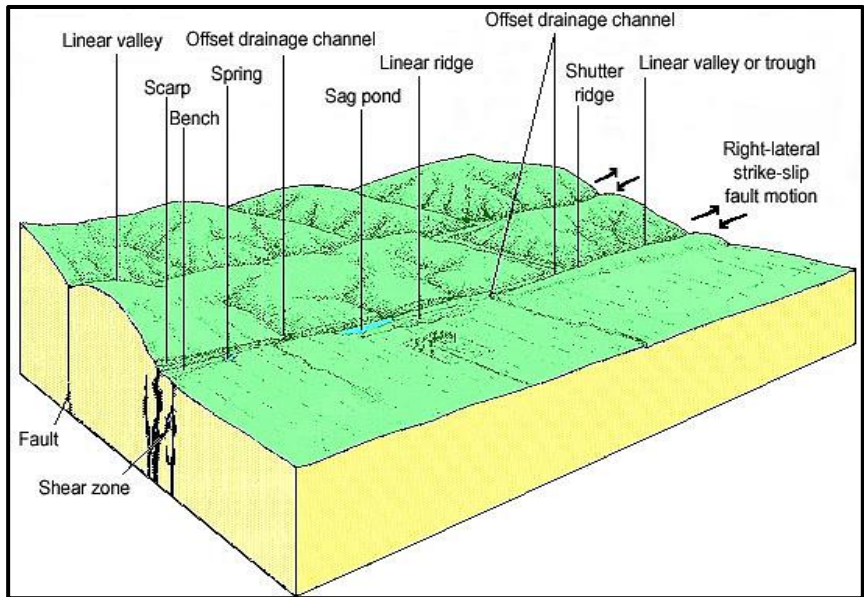 Linear valley
Offset drainage channel
Offset drainage channel
Scarp
Spring
Bench
Linear ridge
Sag pond
Shutter
ridge
Linear valley or trough
Right-lateral
strike-slip
fault motion
Fault
Shear zone